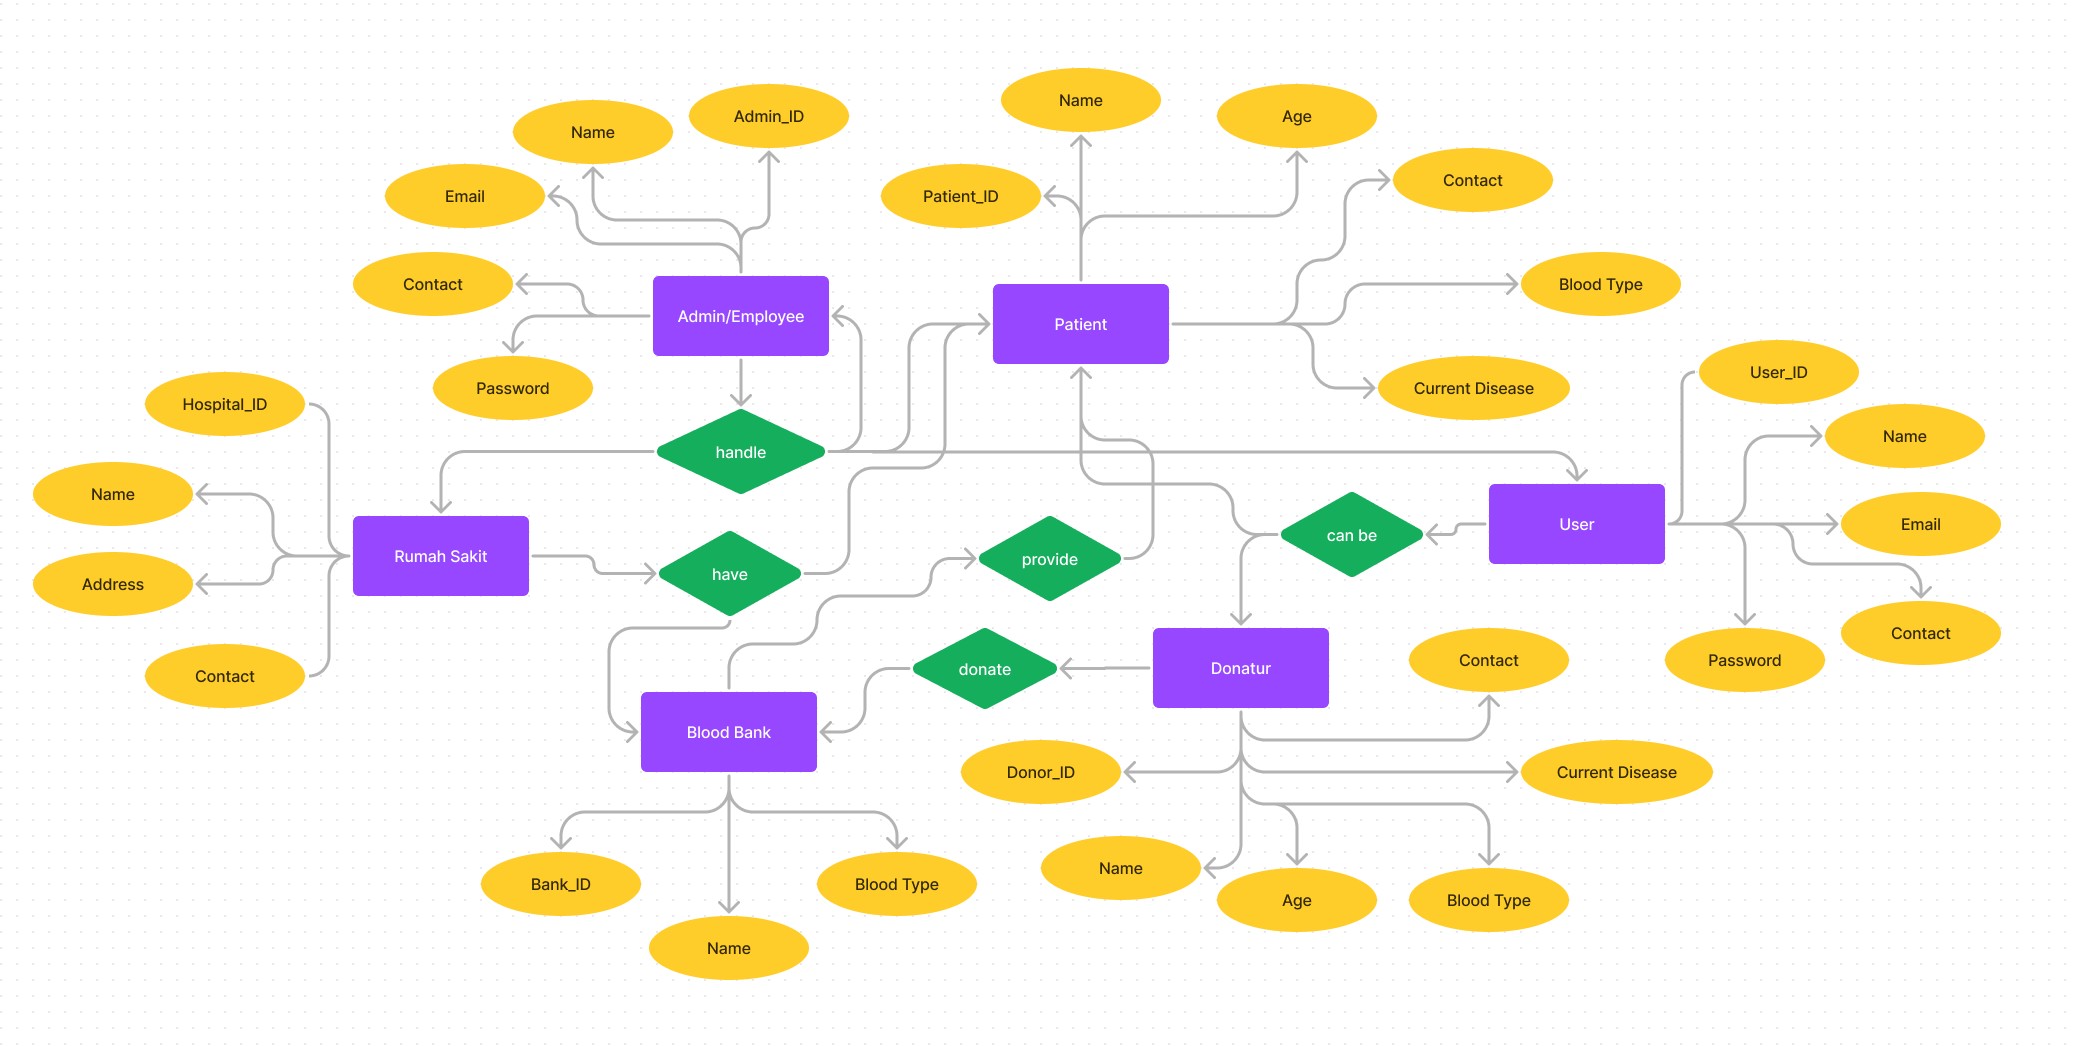 Name
Age
Admin_ID
Name
Contact
Email
Patient_ID
Contact
Blood Type
Admin/Employee
Patient
User_ID
Password
Current Disease
Hospital_ID
Name
handle
Name
User
Email
can be
Rumah Sakit
provide
have
Address
Contact
Contact
Password
Donatur
donate
Contact
Blood Bank
Donor_ID
Current Disease
Name
Bank_ID
Blood Type
Age
Blood Type
Name